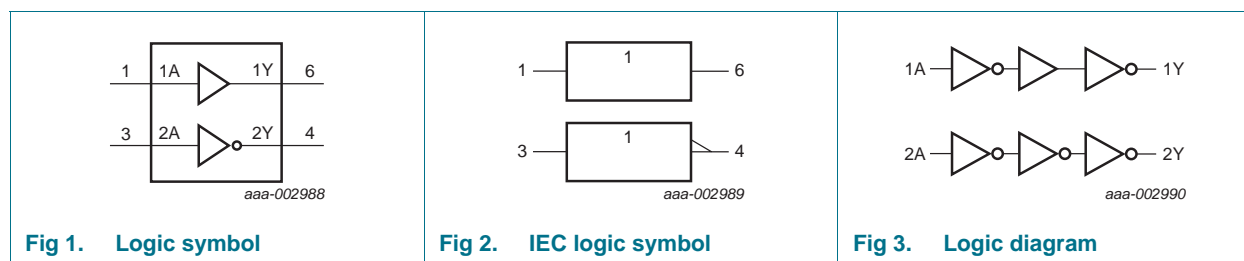 1 1A 1Y 6
3 2A 2Y 4
aaa-002988
Fig 1. Logic symbol
1 1 6
3 1 4
aaa-002989
Fig 2. IEC logic symbol
1A 1Y
2A 2Y
aaa-002990
Fig 3. Logic diagram